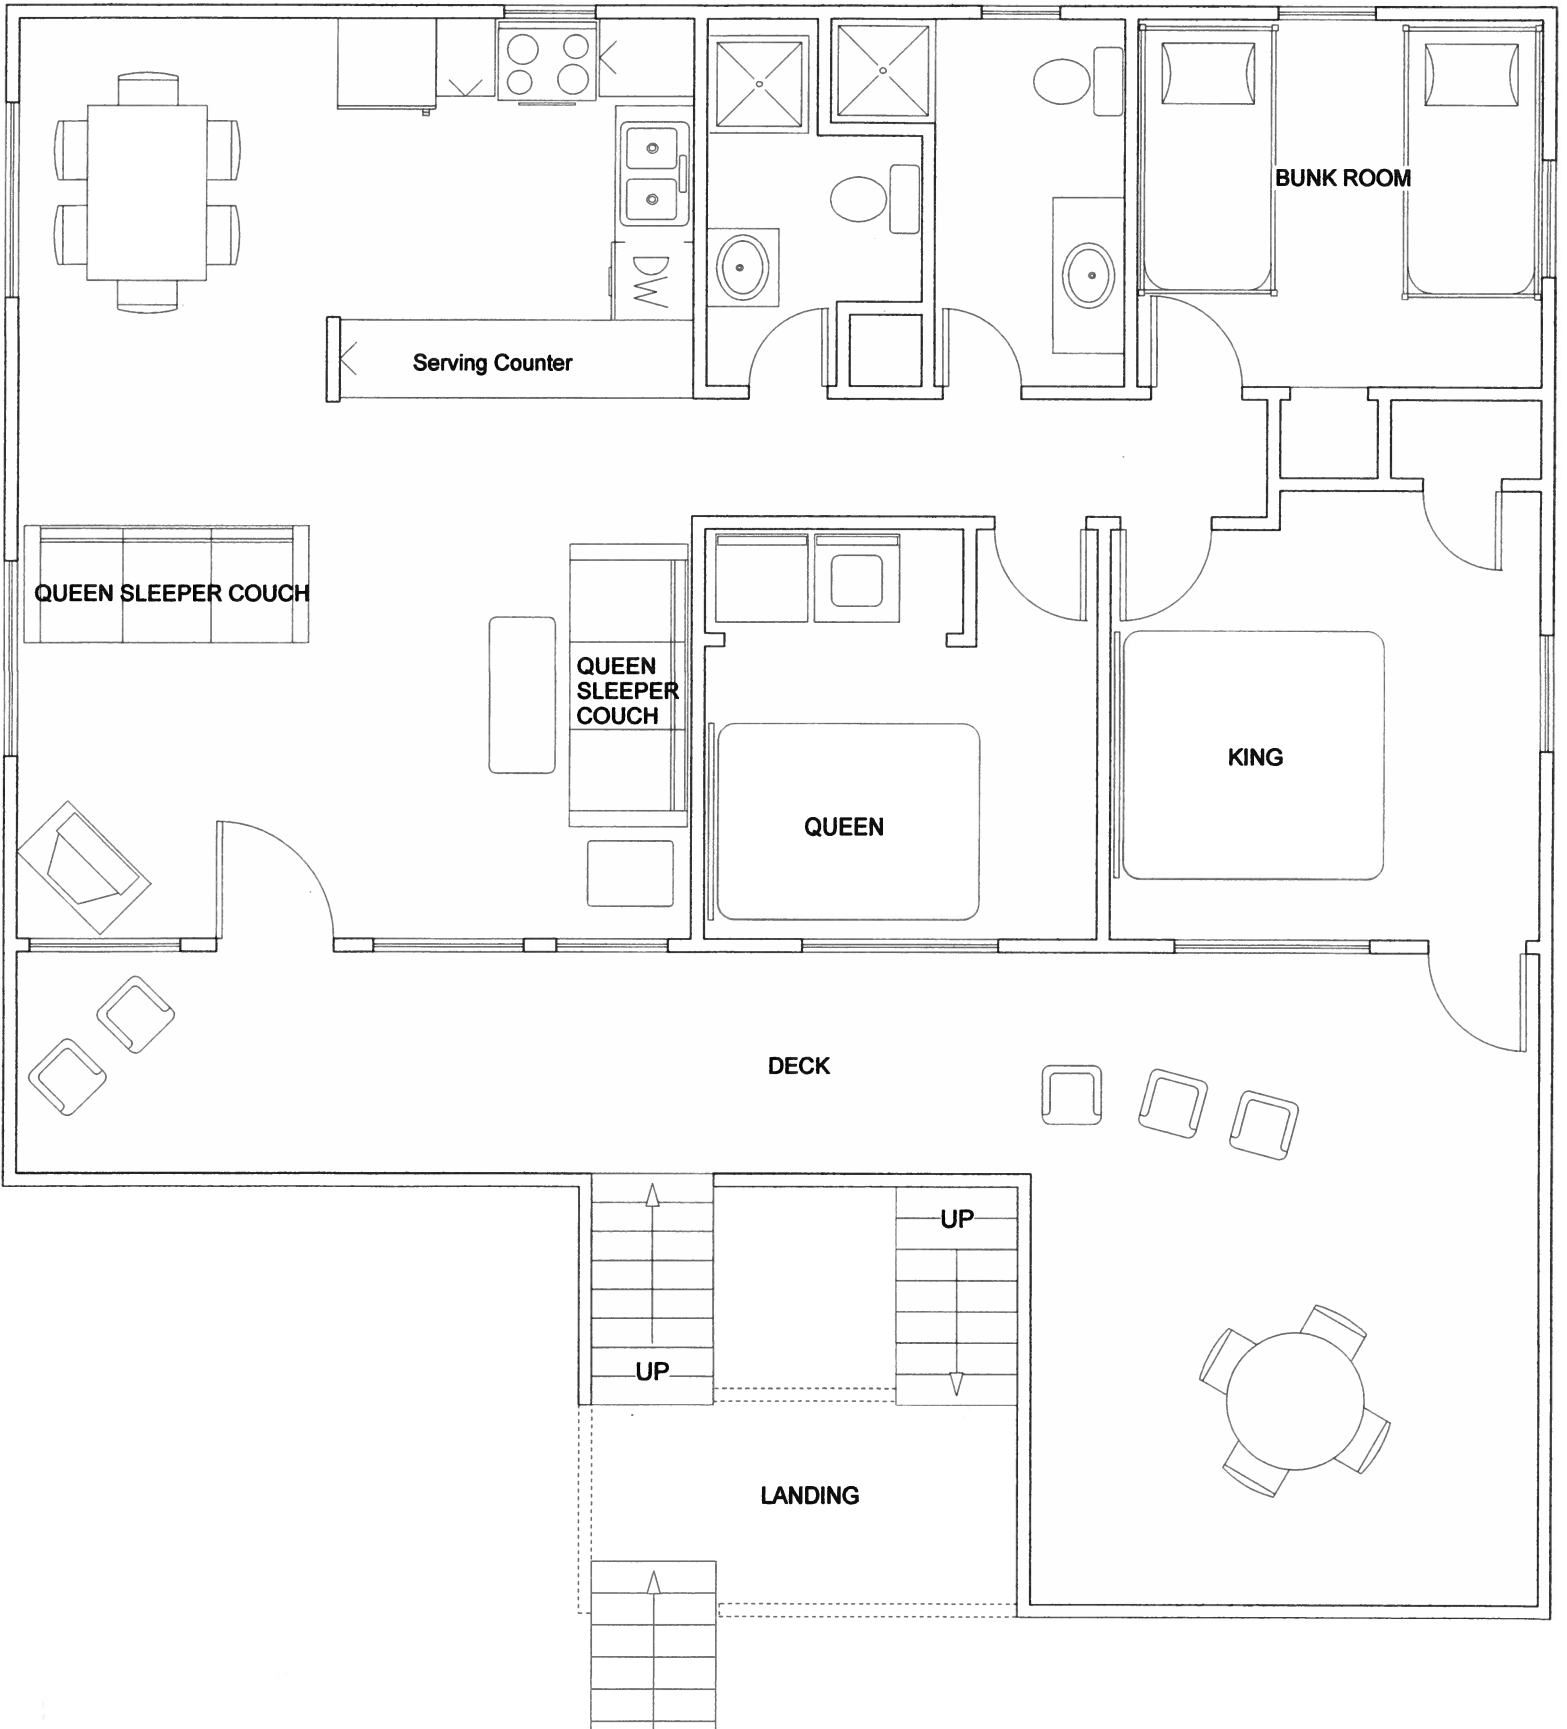 BUNK ROOM
DW
Serving Counter
QUEEN SLEEPER COUCH
QUEEN
SLEEPER
COUCH
KING
QUEEN
DECK
UP
UP
LANDING